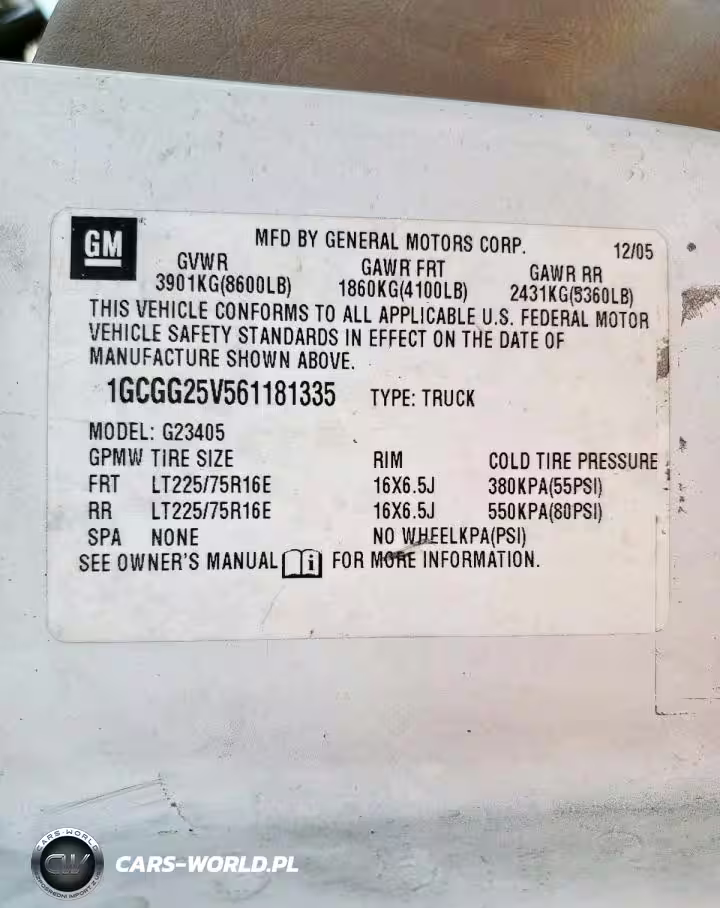 GM
MFD BY GENERAL MOTORS CORP. 12/05
GVWR GAWR FRT GAWR RR
3901KG(8600LB) 1860KG(4100LB) 2431KG(5360LB)
THIS VEHICLE CONFORMS TO ALL APPLICABLE U.S. FEDERAL MOTOR
VEHICLE SAFETY STANDARDS IN EFFECT ON THE DATE OF
MANUFACTURE SHOWN ABOVE.
1GCGG25V561181335 TYPE: TRUCK
MODEL: G23405
GPMW TIRE SIZE RIM COLD TIRE PRESSURE
FRT LT225/75R16E 16X6.5J 380KPA(55PSI)
RR LT225/75R16E 16X6.5J 550KPA(80PSI)
SPA NONE NO WHEELKPA(PSI)
SEE OWNER'S MANUAL i FOR MORE INFORMATION.
CARS-WORLD
CW
CARS-WORLD.PL